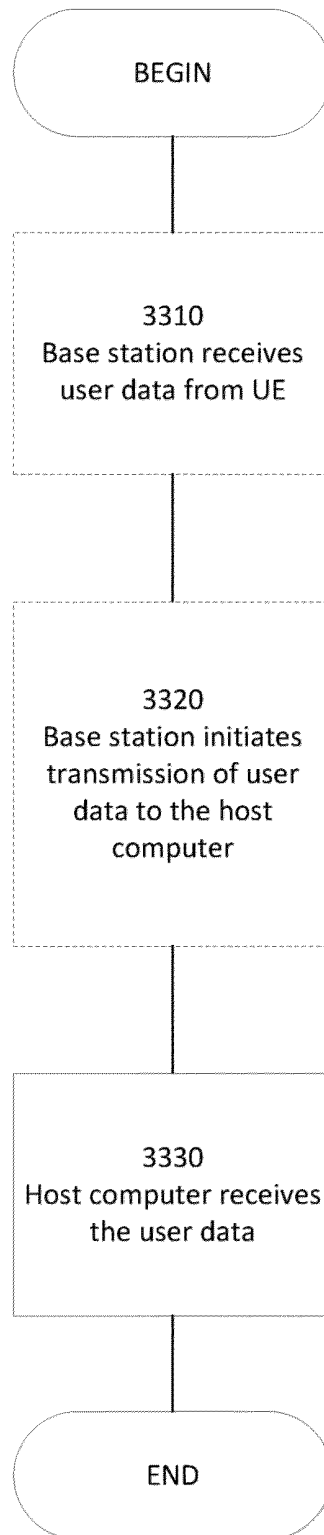 BEGIN
3310
Base station receives
user data from UE
3320
Base station initiates
transmission of user
data to the host
computer
3330
Host computer receives
the user data
END